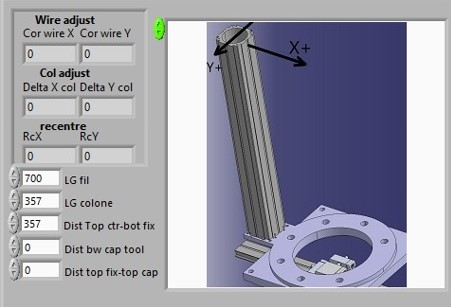 Wire adjust
Cor wire X Cor wire Y
0 0
Col adjust
Delta X col Delta Y col
0 0
recentre
RcX RcY
0 0
700 LG fil
357 LG colone
357 Dist Top ctr-bot fix
0 Dist bw cap tool
0 Dist top fix-top cap
X+
Y+